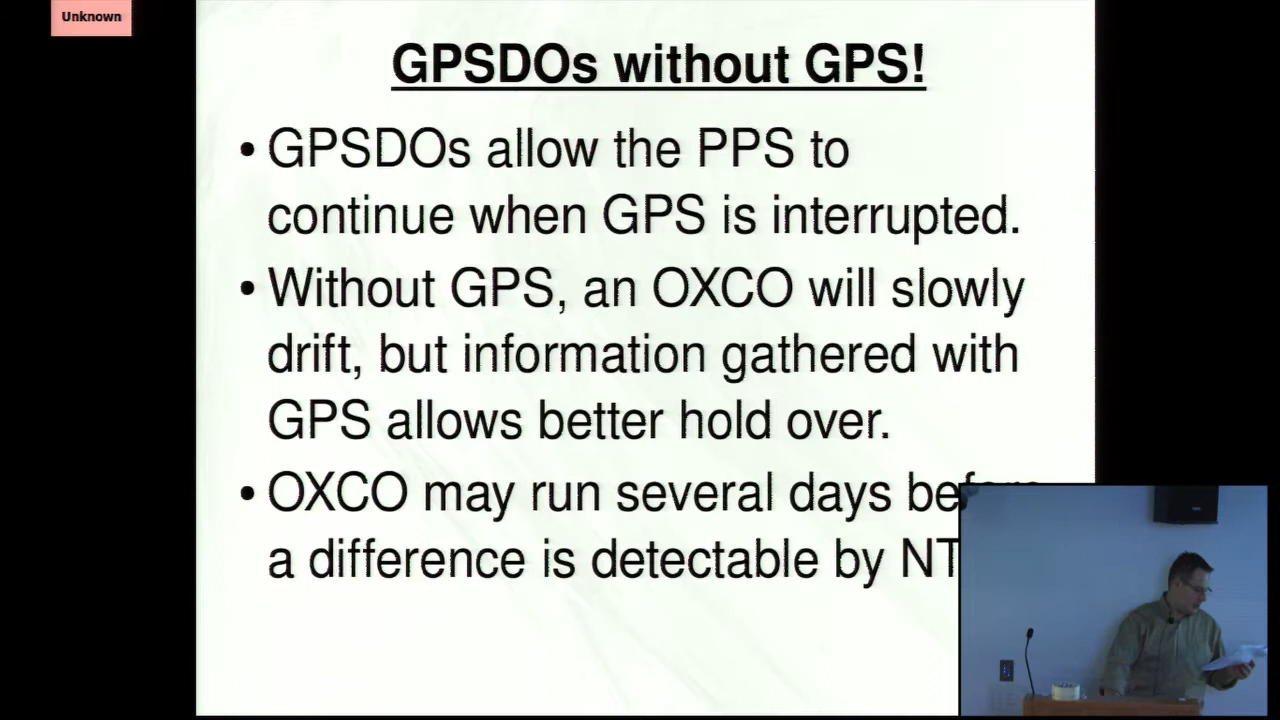 Unknown
GPSDOs without GPS!
• GPSDOs allow the PPS to
continue when GPS is interrupted.
• Without GPS, an OXCO will slowly
drift, but information gathered with
GPS allows better hold over.
• OXCO may run several days before
a difference is detectable by